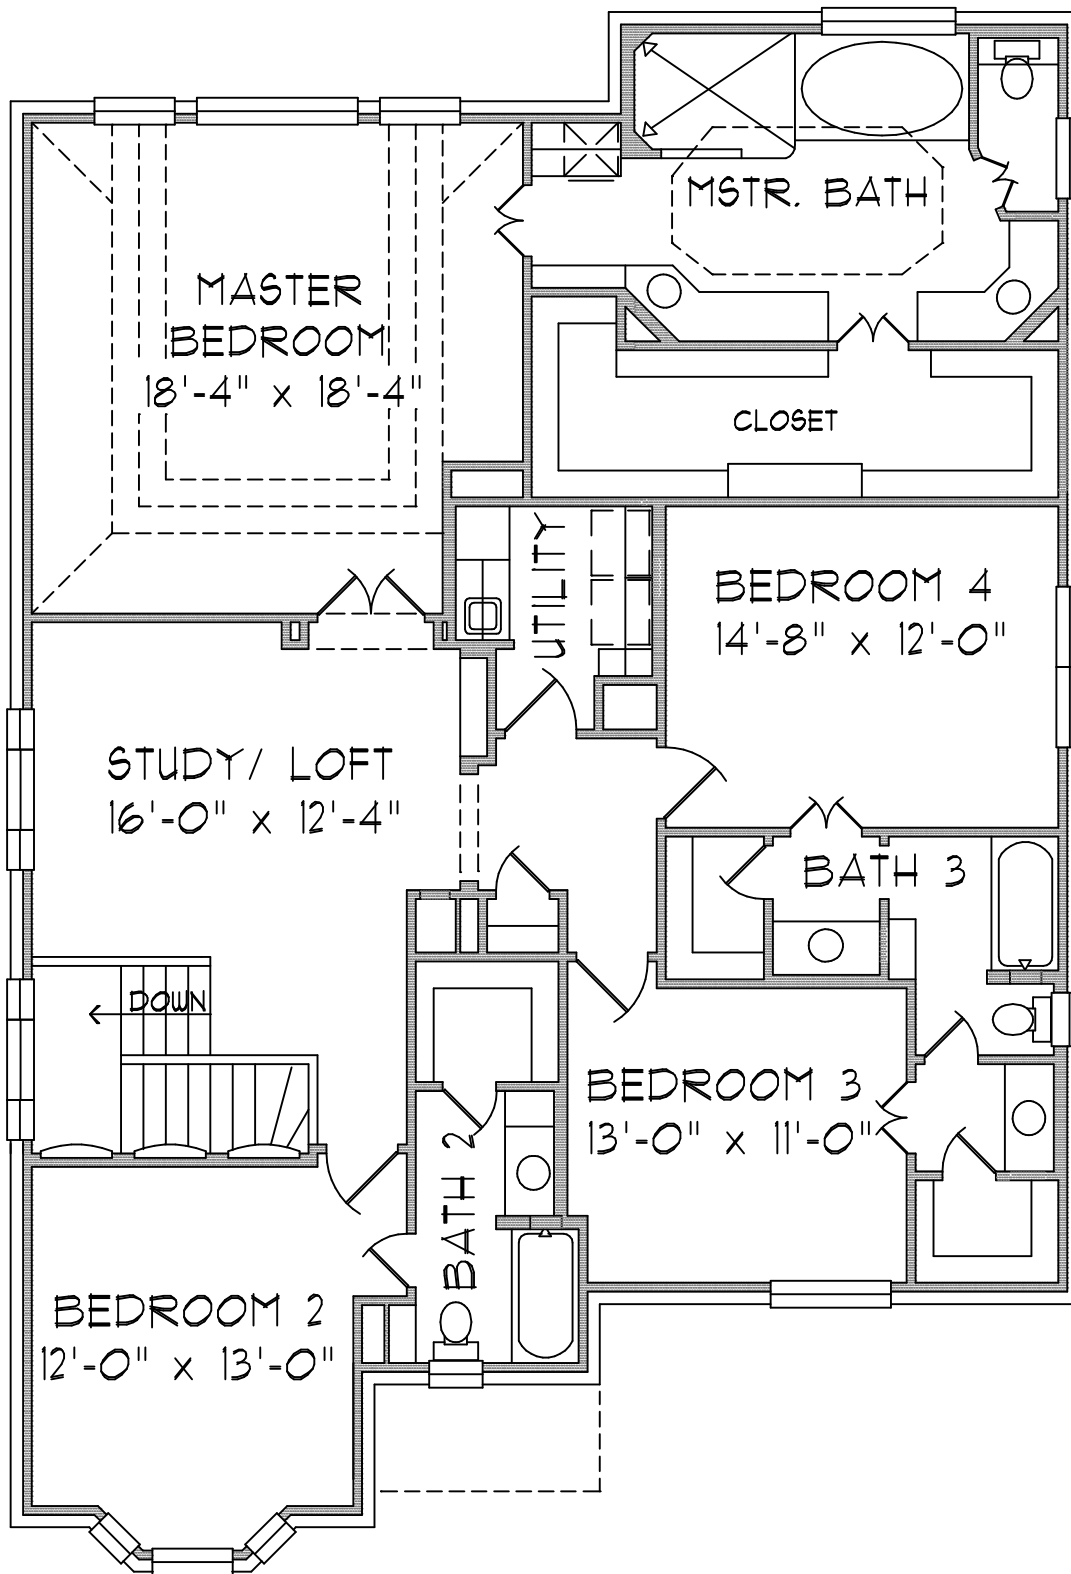 MSTR. BATH
MASTER
BEDROOM
18'-4" x 18'-4"
CLOSET
UTILITY
BEDROOM 4
14'-8" x 12'-0"
STUDY/ LOFT
16'-0" x 12'-4"
BATH 3
DOWN
BEDROOM 3
13'-0" x 11'-0"
BATH 2
BEDROOM 2
12'-0" x 13'-0"